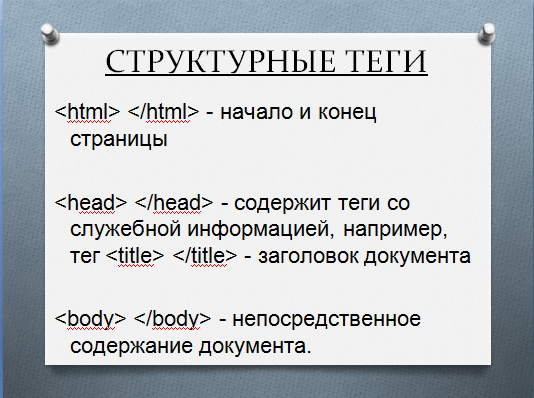 СТРУКТУРНЫЕ ТЕГИ
<html> </html> - начало и конец
страницы
<head> </head> - содержит теги со
служебной информацией, например,
тег <title> </title> - заголовок документа
<body> </body> - непосредственное
содержание документа.